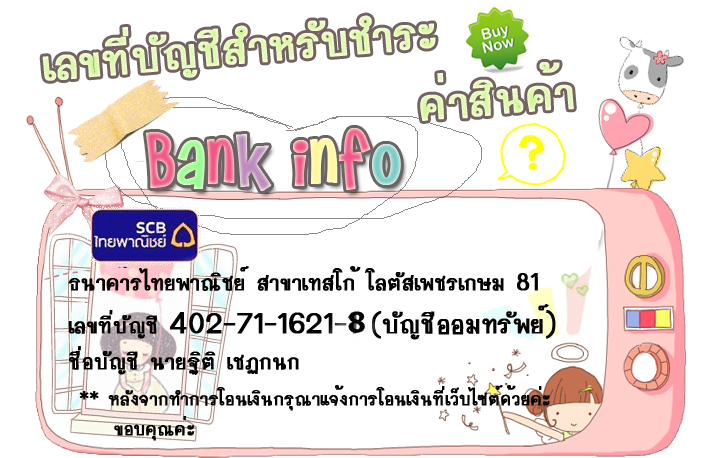 เลขที่บัญชีสำหรับชำระ
Buy
Now
ค่าสินค้า
Bank info
?
SCB
ไทยพาณิชย์
ธนาคารไทยพาณิชย์ สาขาเทสโก้ โลตัสเพชรเกษม 81
เลขที่บัญชี 402-71-1621-8 (บัญชีออมทรัพย์)
ชื่อบัญชี นายฐิติ เชฎกนก
** หลังจากทำการโอนเงินกรุณาแจ้งการโอนเงินที่เว็บไซต์ด้วยค่ะ
ขอบคุณค่ะ